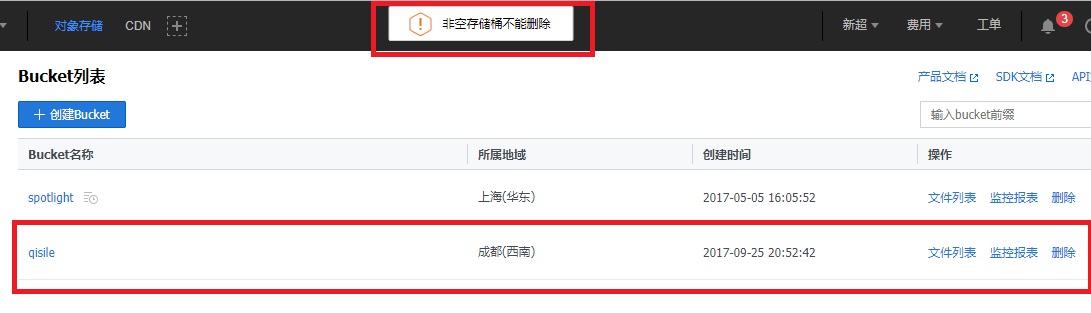 对象存储 CDN 非空存储桶不能删除 新超 费用 工单 3
Bucket列表 产品文档 SDK文档 API
+ 创建Bucket 输入bucket前缀
Bucket名称 所属地域 创建时间 操作
spotlight 上海(华东) 2017-05-05 16:05:52 文件列表 监控报表 删除
qisile 成都(西南) 2017-09-25 20:52:42 文件列表 监控报表 删除